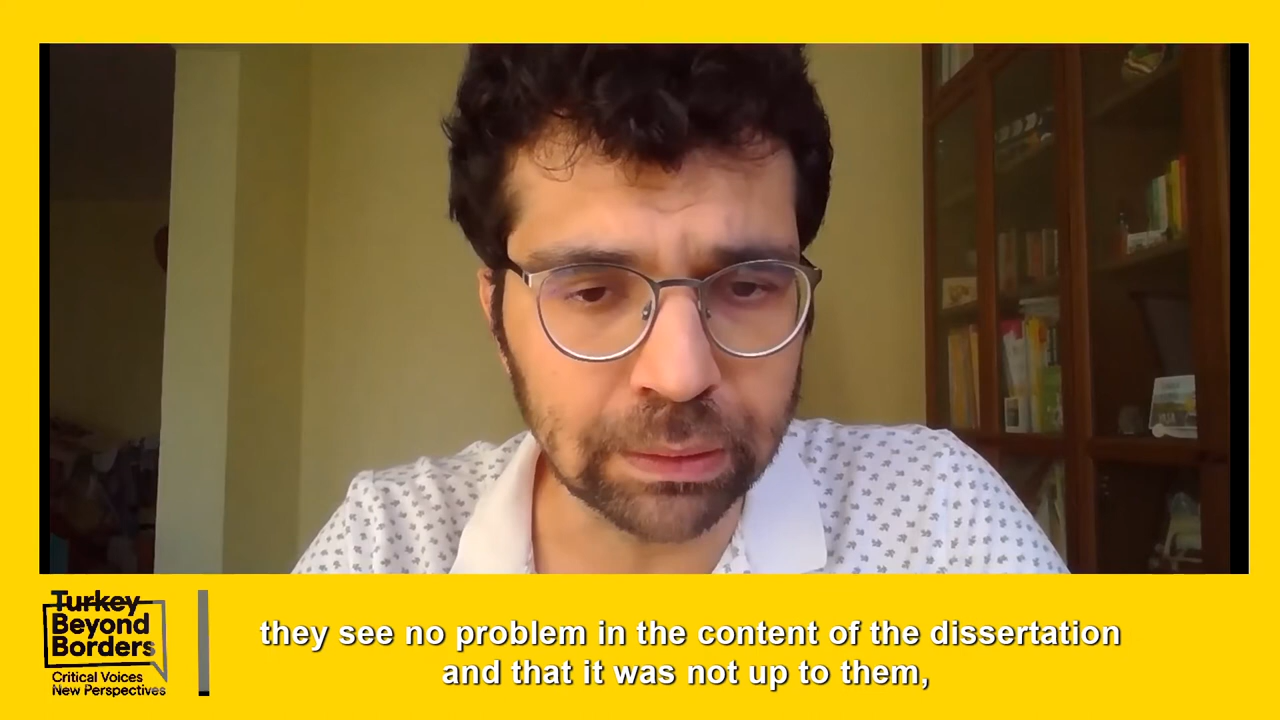 Turkey
Beyond
Borders
Critical Voices
New Perspectives
they see no problem in the content of the dissertation
and that it was not up to them,